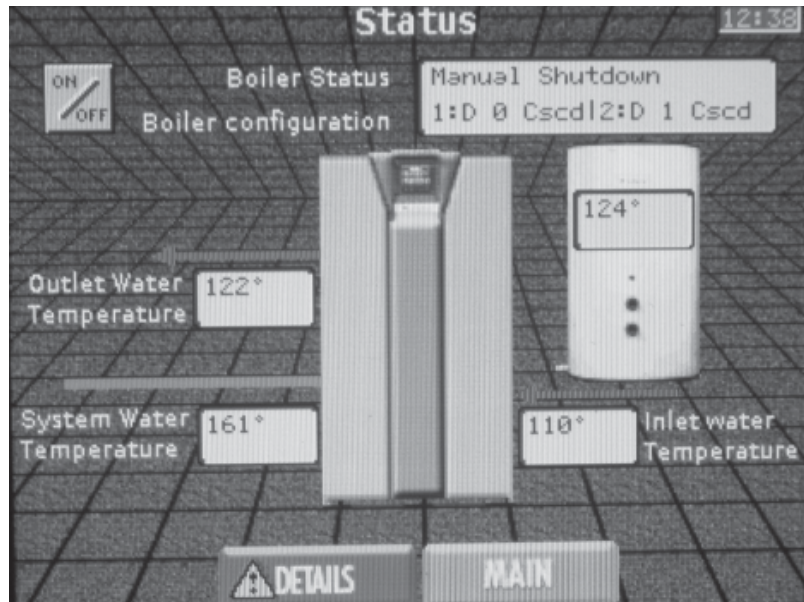 Status
12:38
ON
OFF
Boiler Status
Manual Shutdown
Boiler configuration
1:D 0 Cscd|2:D 1 Cscd
124°
Outlet Water
Temperature
122°
System Water
Temperature
161°
110°
Inlet water
Temperature
DETAILS
MAIN